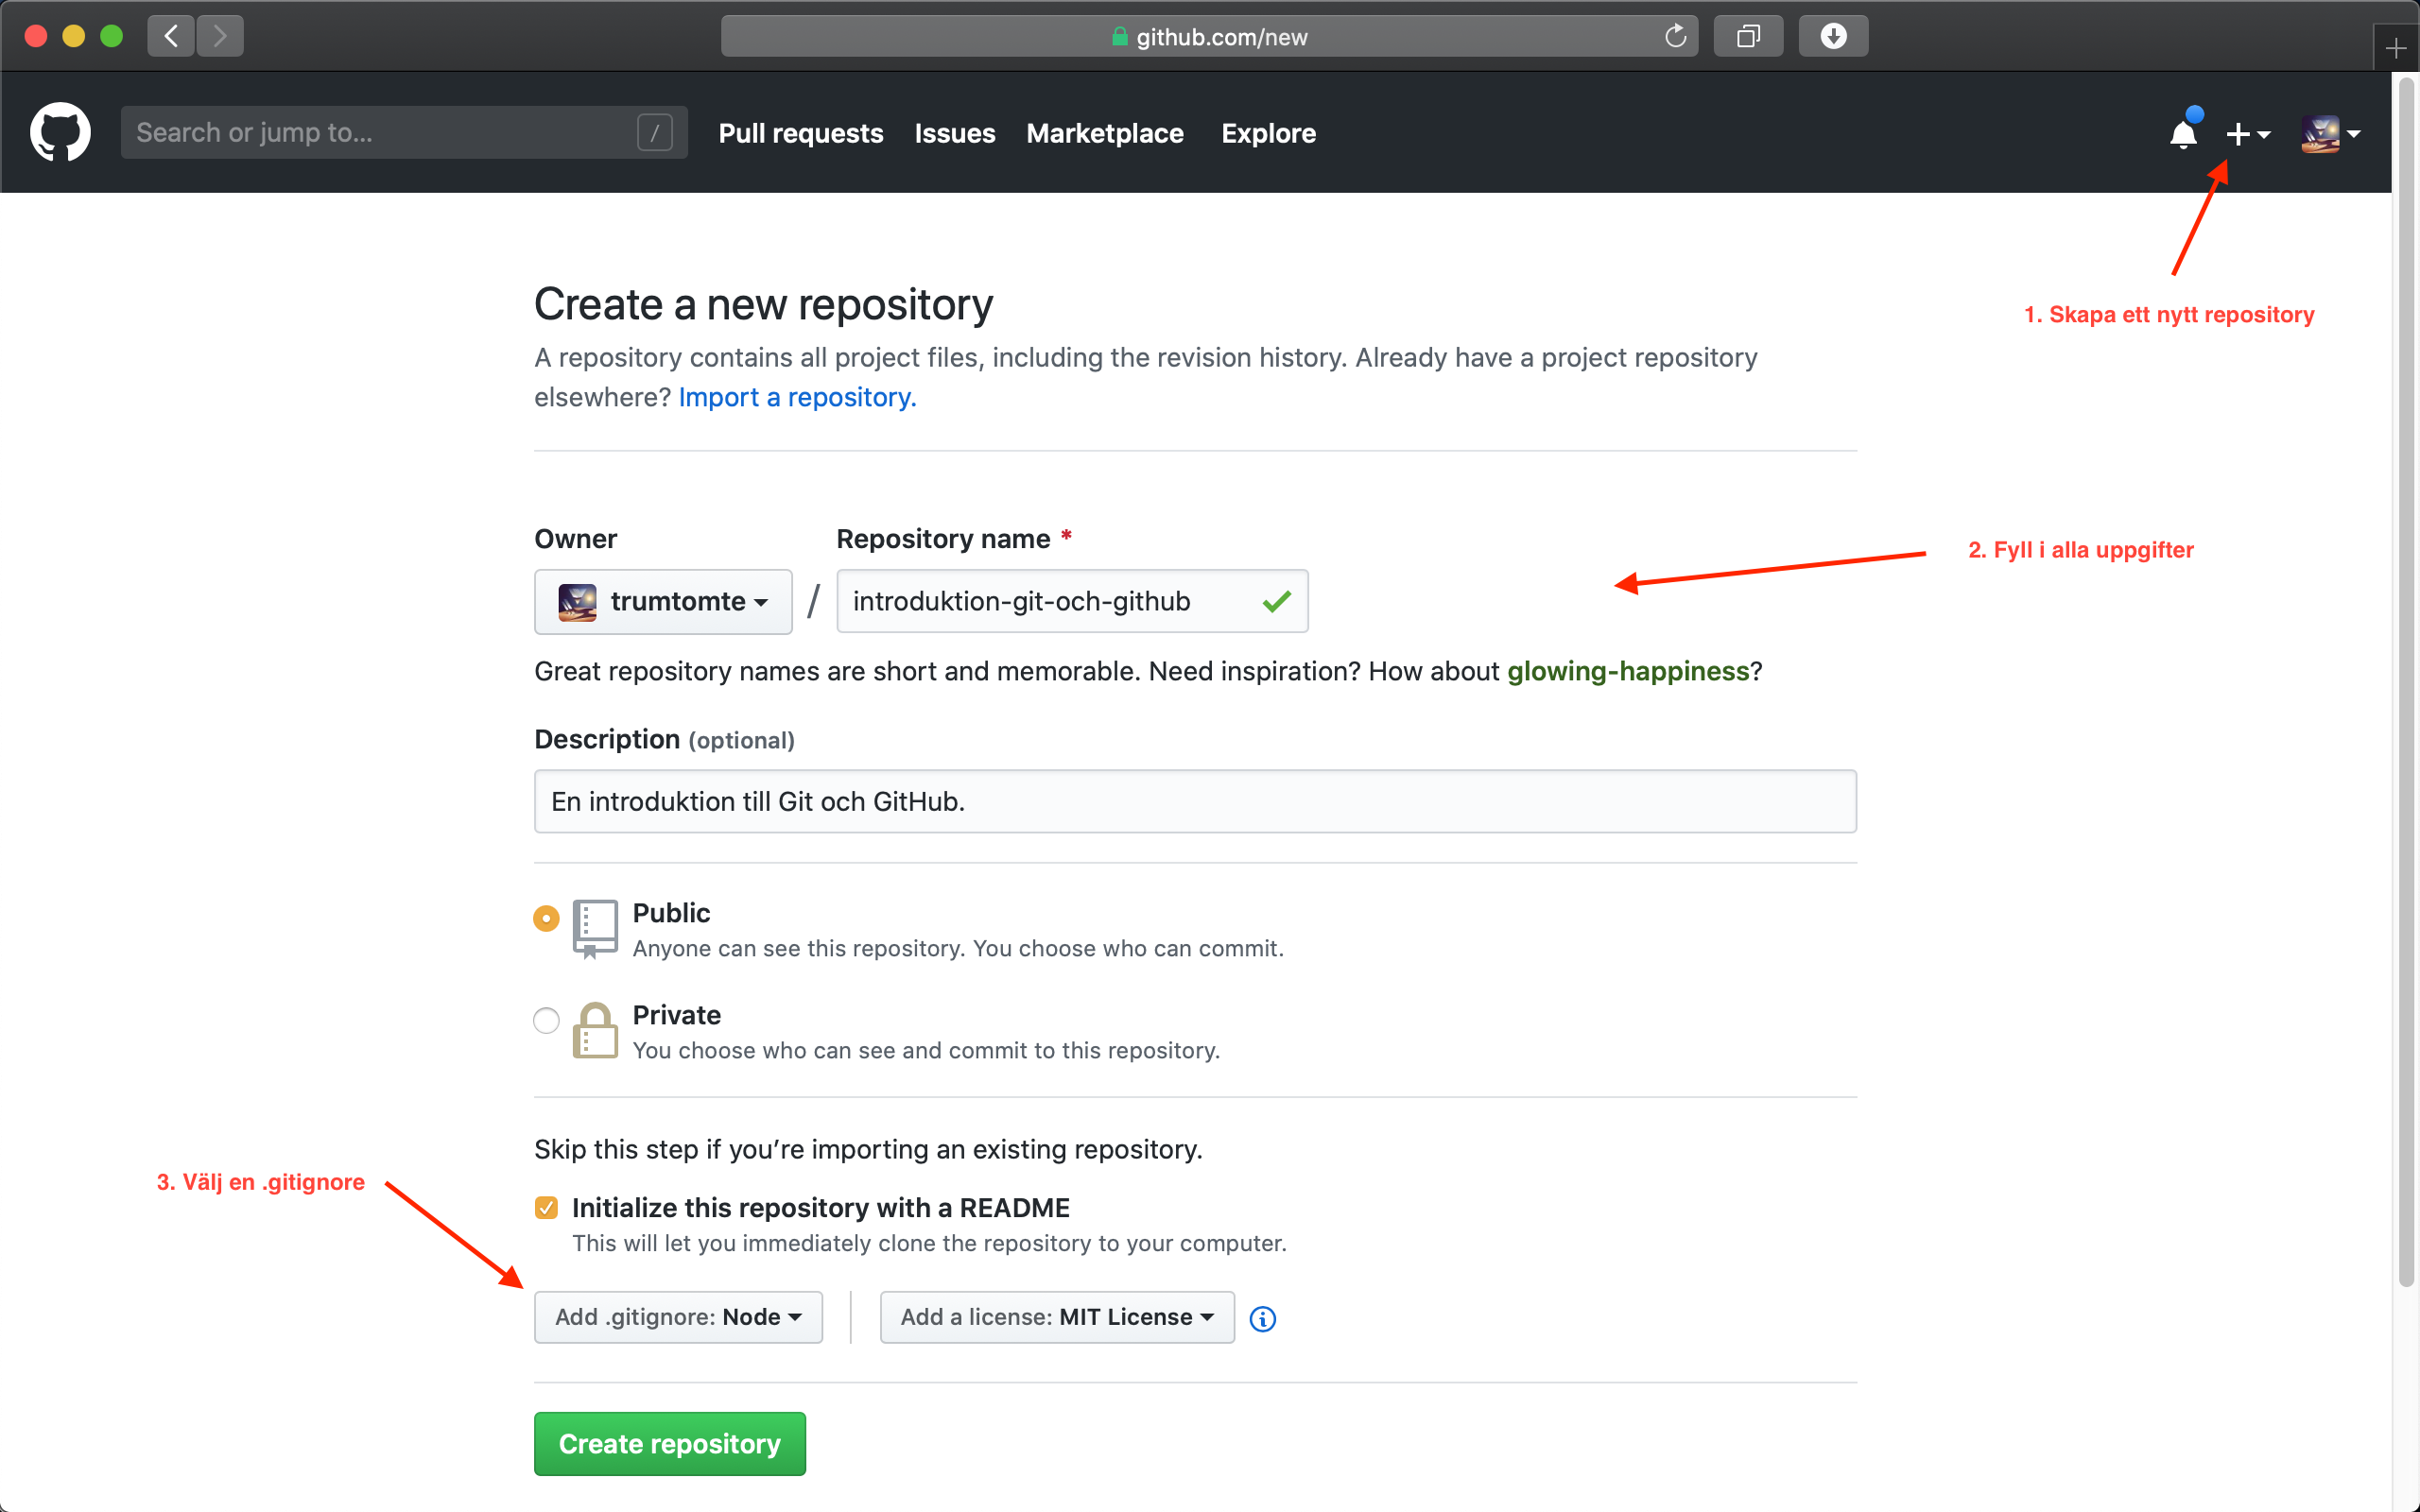 github.com/new
Search or jump to...
/
Pull requests
Issues
Marketplace
Explore
1. Skapa ett nytt repository
Create a new repository
A repository contains all project files, including the revision history. Already have a project repository
elsewhere? Import a repository.
2. Fyll i alla uppgifter
Owner
Repository name *
trumtomte
/
introduktion-git-och-github
Great repository names are short and memorable. Need inspiration? How about glowing-happiness?
Description (optional)
En introduktion till Git och GitHub.
Public
Anyone can see this repository. You choose who can commit.
Private
You choose who can see and commit to this repository.
Skip this step if you’re importing an existing repository.
3. Välj en .gitignore
Initialize this repository with a README
This will let you immediately clone the repository to your computer.
Add .gitignore: Node
Add a license: MIT License
Create repository